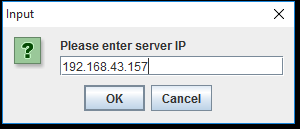 Input
Please enter server IP
192.168.43.157
OK
Cancel